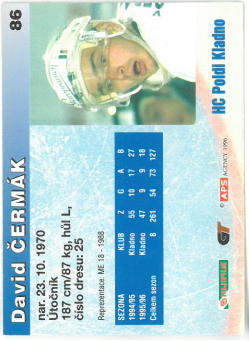 86
David ČERMÁK
nar. 23. 10. 1970
Útočník
187 cm/87 kg, hůl L,
číslo dresu: 25
Reprezentace: ME 18 - 1988
SEZONA KLUB Z G A B
1994/95 Kladno 55 10 17 27
1995/96 Kladno 47 9 9 18
Celkem sezon 8 261 54 73 127
HC Poldi Kladno
© APS AGENCY 1996